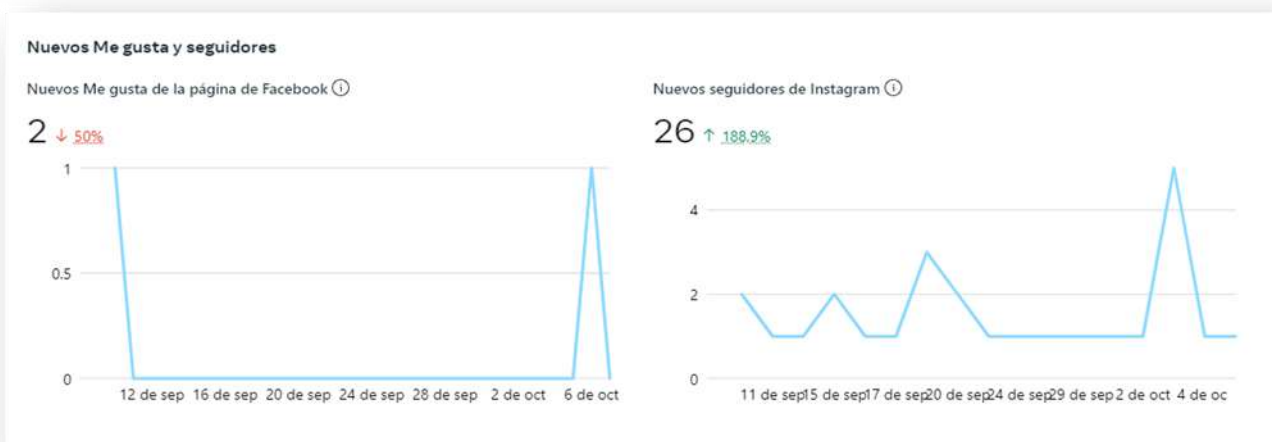 Nuevos Me gusta y seguidores
Nuevos Me gusta de la página de Facebook
2 ↓ 50%
1
0.5
0
12 de sep 16 de sep 20 de sep 24 de sep 28 de sep 2 de oct 6 de oct
Nuevos seguidores de Instagram
26 ↑ 188,9%
4
2
0
11 de sep15 de sep17 de sep20 de sep24 de sep29 de sep 2 de oct 4 de oc